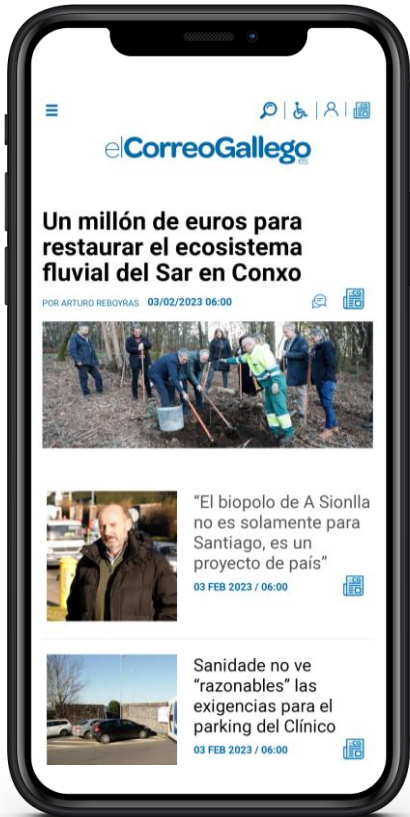 elCorreoGallego
Un millón de euros para
restaurar el ecosistema
fluvial del Sar en Conxo
POR ARTURO REBOYRAS 03/02/2023 06:00
“El biopolo de A Sionlla
no es solamente para
Santiago, es un
proyecto de país”
03 FEB 2023 / 06:00
Sanidade no ve
“razonables” las
exigencias para el
parking del Clínico
03 FEB 2023 / 06:00